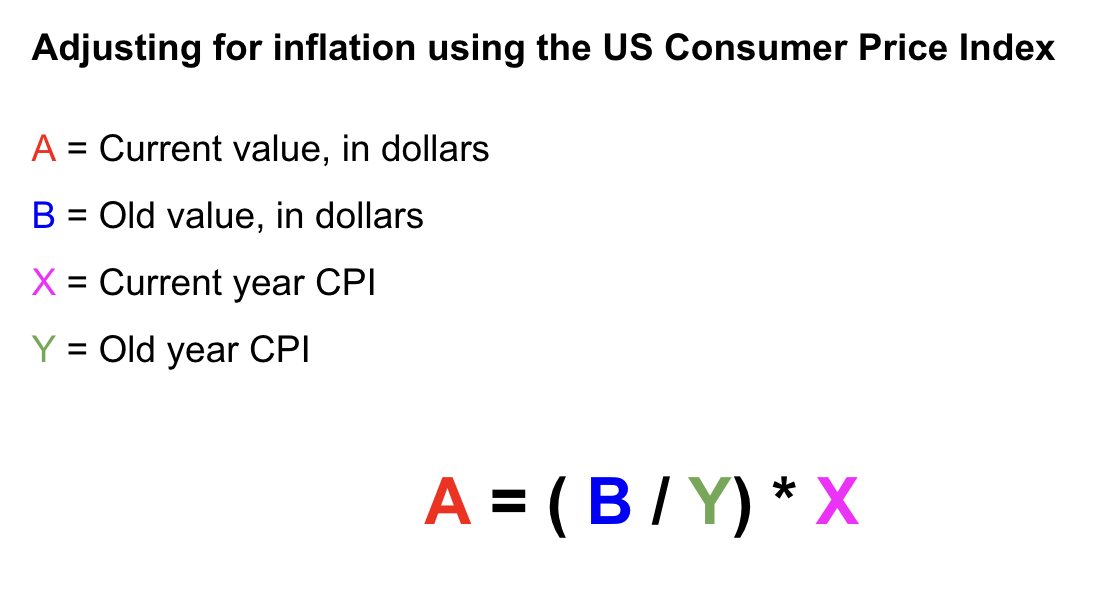 Adjusting for inflation using the US Consumer Price Index
A = Current value, in dollars
B = Old value, in dollars
X = Current year CPI
Y = Old year CPI
A = ( B / Y) * X